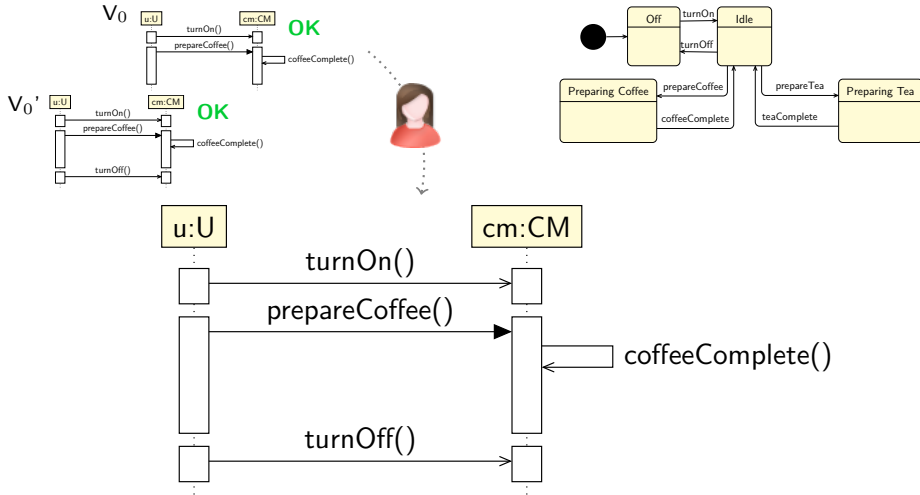 V0
u:U
cm:CM
OK
turnOn()
prepareCoffee()
coffeeComplete()
V0'
u:U
cm:CM
OK
turnOn()
prepareCoffee()
coffeeComplete()
turnOff()
Off
turnOn
Idle
turnOff
Preparing Coffee
prepareCoffee
prepareTea
Preparing Tea
coffeeComplete
teaComplete
u:U
cm:CM
turnOn()
prepareCoffee()
coffeeComplete()
turnOff()